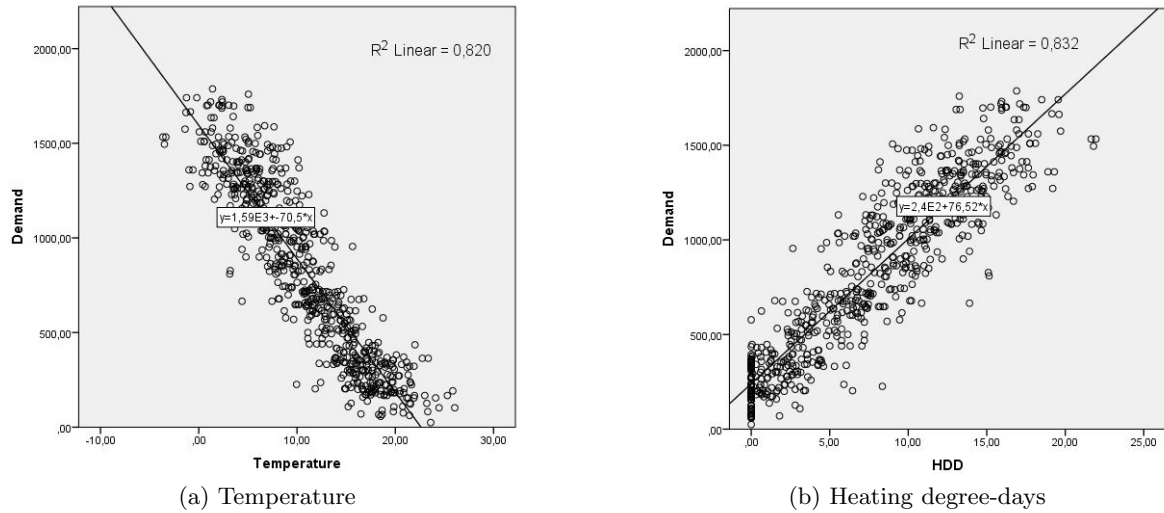 R2 Linear = 0,820
2000,00
1500,00
1000,00
500,00
,00
Demand
y=1,59E3+-70,5*x
-10,00 ,00 10,00 20,00 30,00
Temperature
(a) Temperature
R2 Linear = 0,832
2000,00
1500,00
1000,00
500,00
,00
Demand
y=2,4E2+76,52*x
,00 5,00 10,00 15,00 20,00 25,00
HDD
(b) Heating degree-days